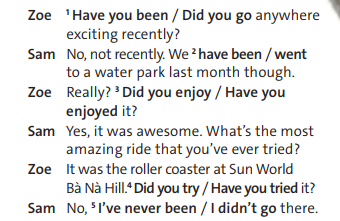 Zoe ¹ Have you been / Did you go anywhere
exciting recently?
Sam No, not recently. We ² have been / went
to a water park last month though.
Zoe Really? ³ Did you enjoy / Have you
enjoyed it?
Sam Yes, it was awesome. What's the most
amazing ride that you've ever tried?
Zoe It was the roller coaster at Sun World
Bà Nà Hill.⁴ Did you try / Have you tried it?
Sam No, ⁵ I've never been / I didn't go there.